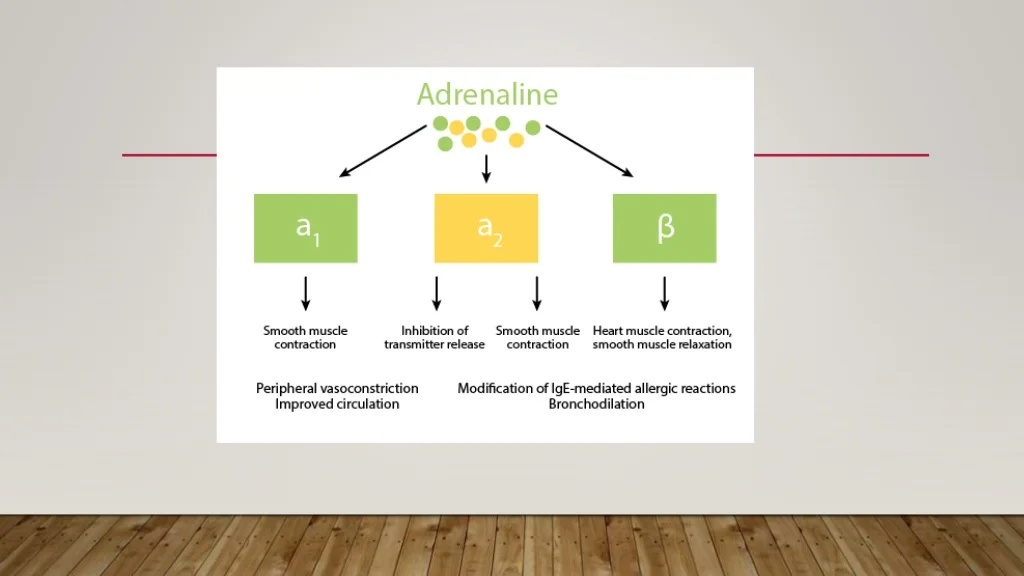 Adrenaline
a1
a2
β
Smooth muscle
contraction
Inhibition of
transmitter release
Smooth muscle
contraction
Heart muscle contraction,
smooth muscle relaxation
Peripheral vasoconstriction
Improved circulation
Modification of IgE-mediated allergic reactions
Bronchodilation